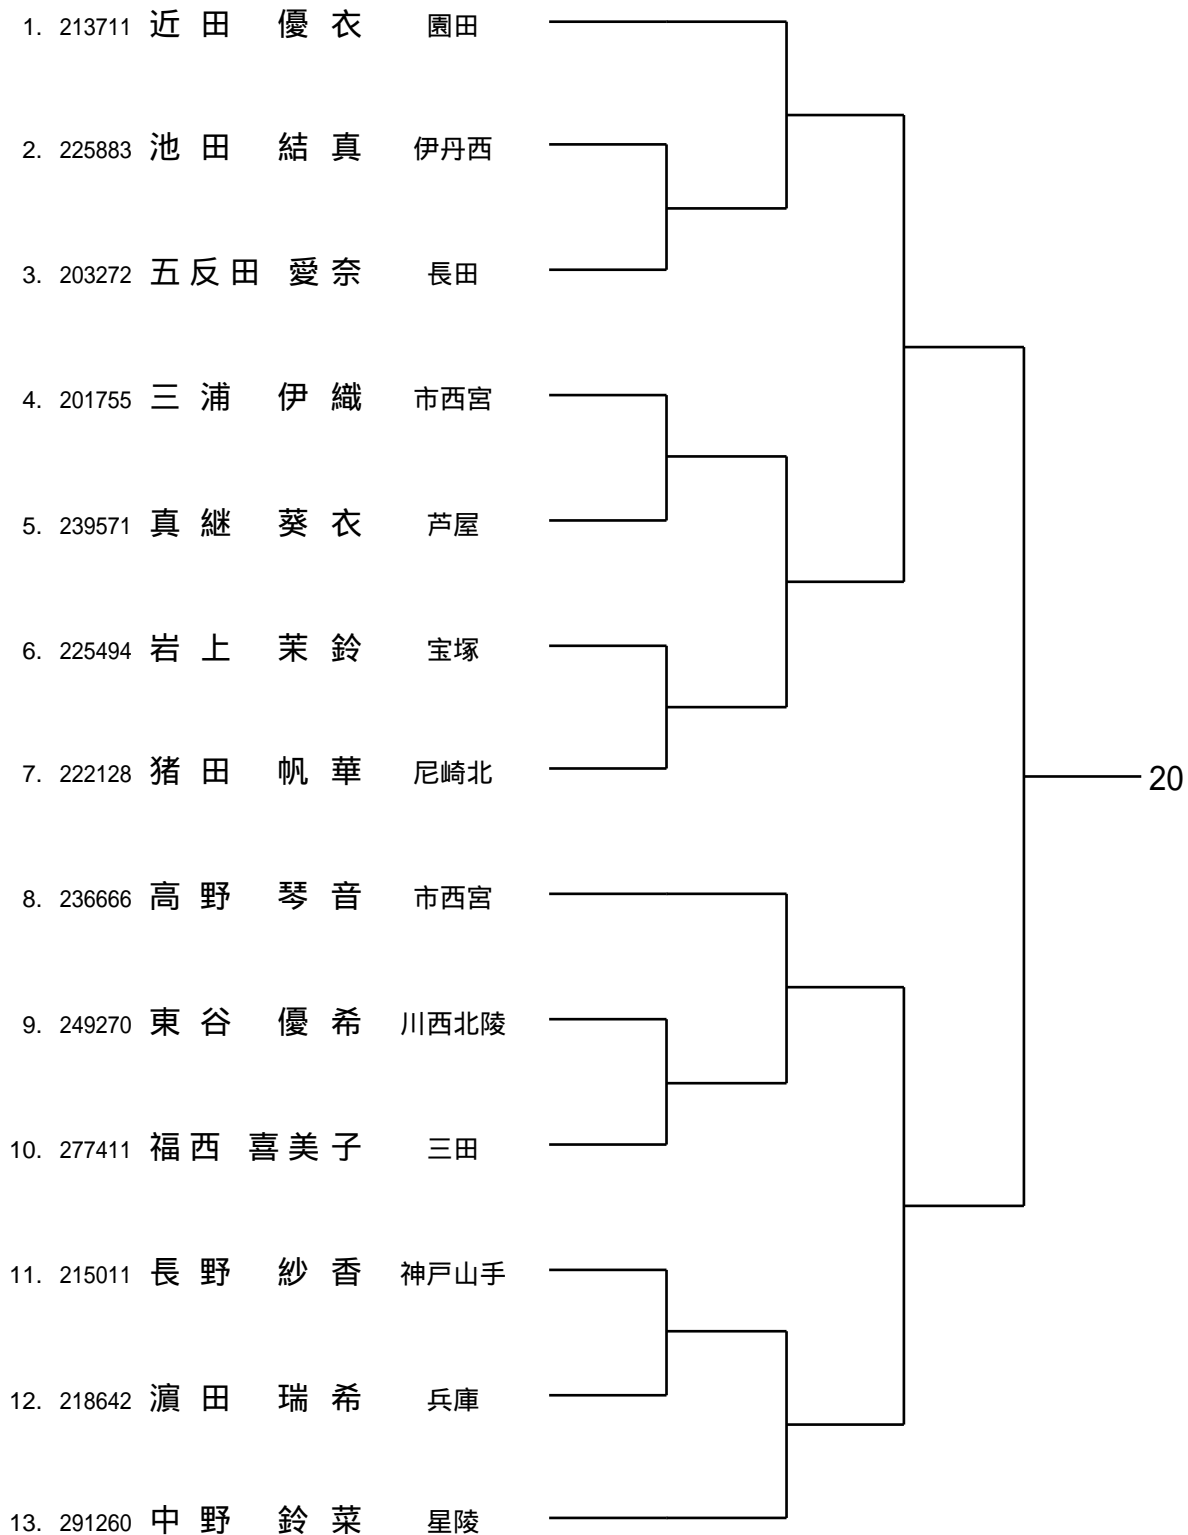 1. 213711 近田 優衣 園田
2. 225883 池田 結真 伊丹西
3. 203272 五反田 愛奈 長田
4. 201755 三浦 伊織 市西宮
5. 239571 真継 葵衣 芦屋
6. 225494 岩上 茉鈴 宝塚
7. 222128 猪田 帆華 尼崎北
20
8. 236666 高野 琴音 市西宮
9. 249270 東谷 優希 川西北陵
10. 277411 福西 喜美子 三田
11. 215011 長野 紗香 神戸山手
12. 218642 濵田 瑞希 兵庫
13. 291260 中野 鈴菜 星陵